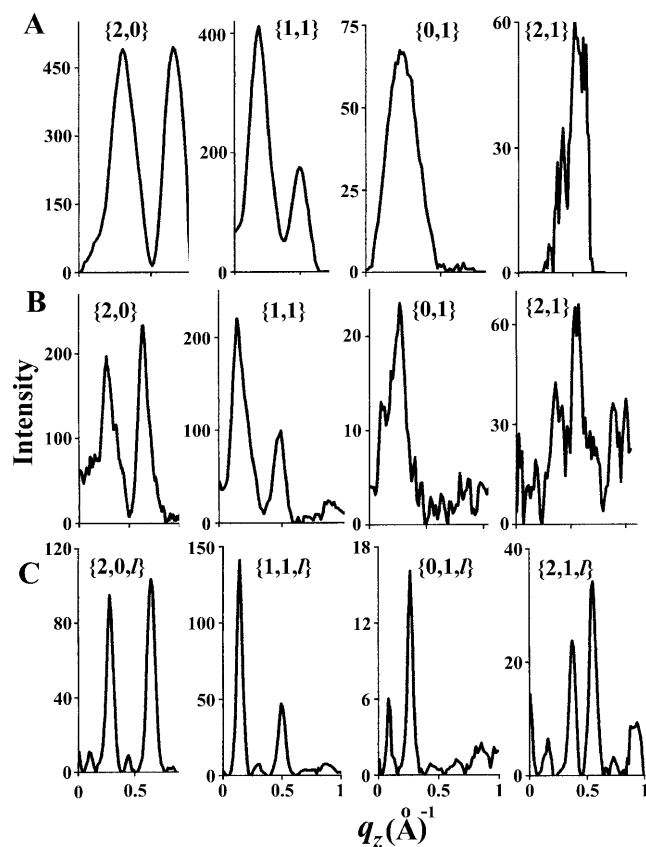 A
{2,0} {1,1} {0,1} {2,1}
450 400 75 60
300 50
200 30
150 25
0 0 0 0
B
{2,0} {1,1} {0,1} {2,1}
Intensity
200 200 20 60
100 100 10 30
0 0 0 0
C
{2,0,l} {1,1,l} {0,1,l} {2,1,l}
120 150 18 40
80 100 12
20
40 50 6
0 0 0 0
0 0.5 0 0.5 1 0 0.5 1 0 0.5 1
qz (Å)-1